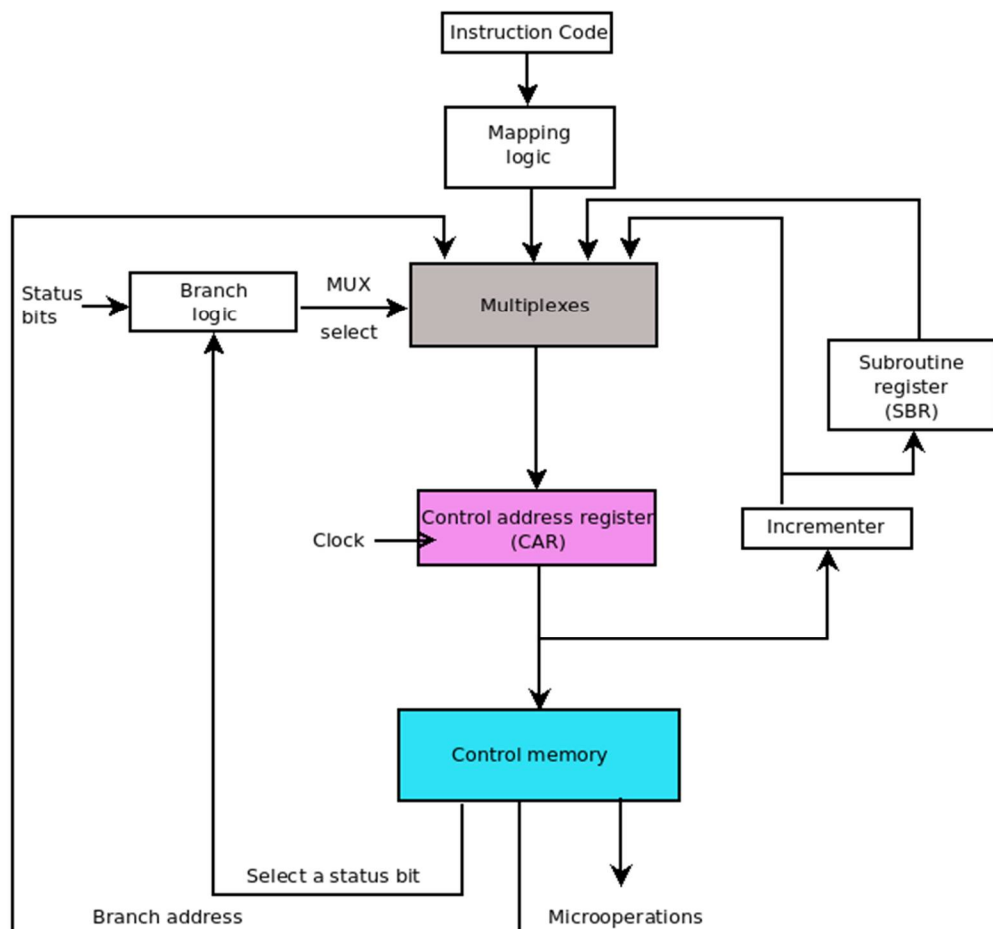 Instruction Code
Mapping
logic
Status
bits
Branch
logic
MUX
select
Multiplexes
Subroutine
register
(SBR)
Control address register
(CAR)
Clock
Incrementer
Control memory
Select a status bit
Branch address
Microoperations